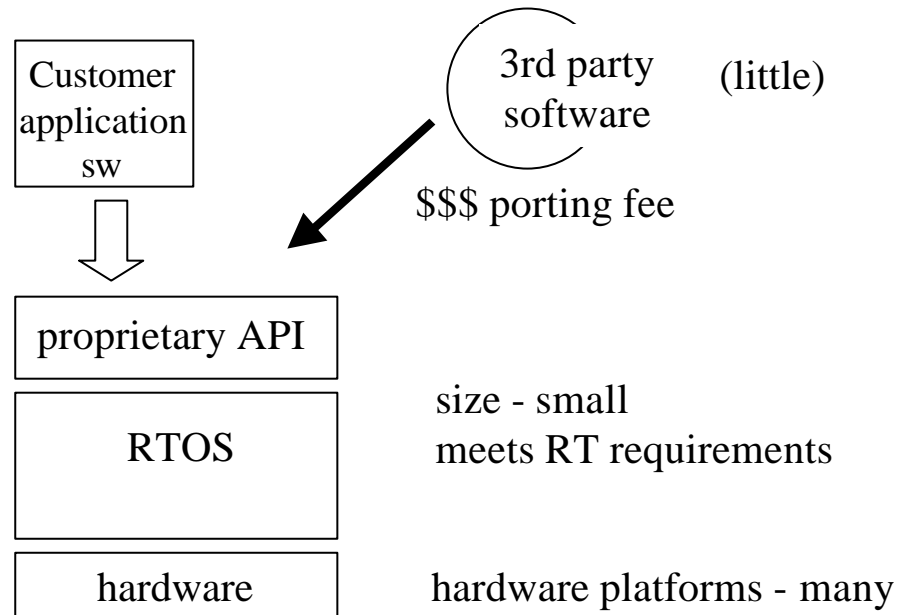 Customer
application
sw
3rd party
software
(little)
$$$ porting fee
proprietary API
RTOS
size - small
meets RT requirements
hardware
hardware platforms - many